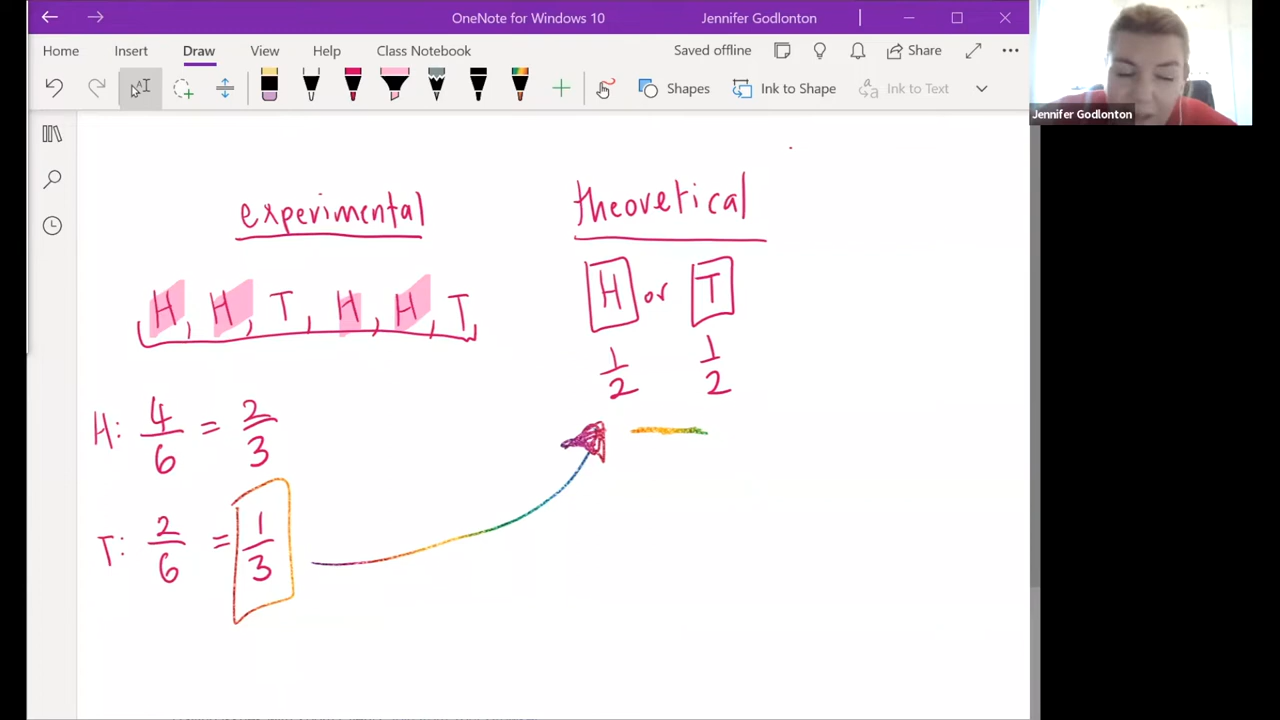 OneNote for Windows 10
Jennifer Godlonton
Home Insert Draw View Help Class Notebook
Saved offline
Share
Shapes
Ink to Shape
Ink to Text
Jennifer Godlonton
experimental
H, H, T, H, H, T
H: 4/6 = 2/3
T: 2/6 = 1/3
theoretical
H or T
1/2 1/2